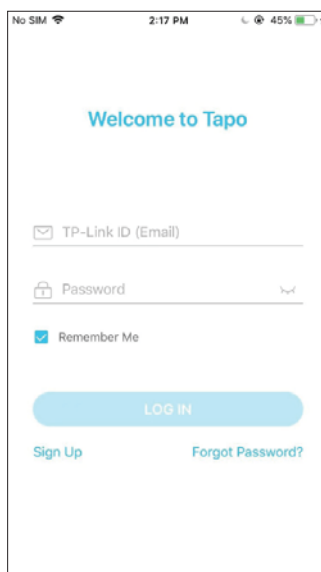 No SIM 2:17 PM 45%
Welcome to Tapo
TP-Link ID (Email)
Password
Remember Me
LOG IN
Sign Up Forgot Password?